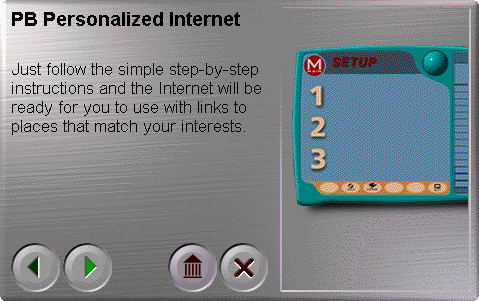 PB Personalized Internet
Just follow the simple step-by-step
instructions and the Internet will be
ready for you to use with links to
places that match your interests.
M
MAIN
SETUP
1
2
3